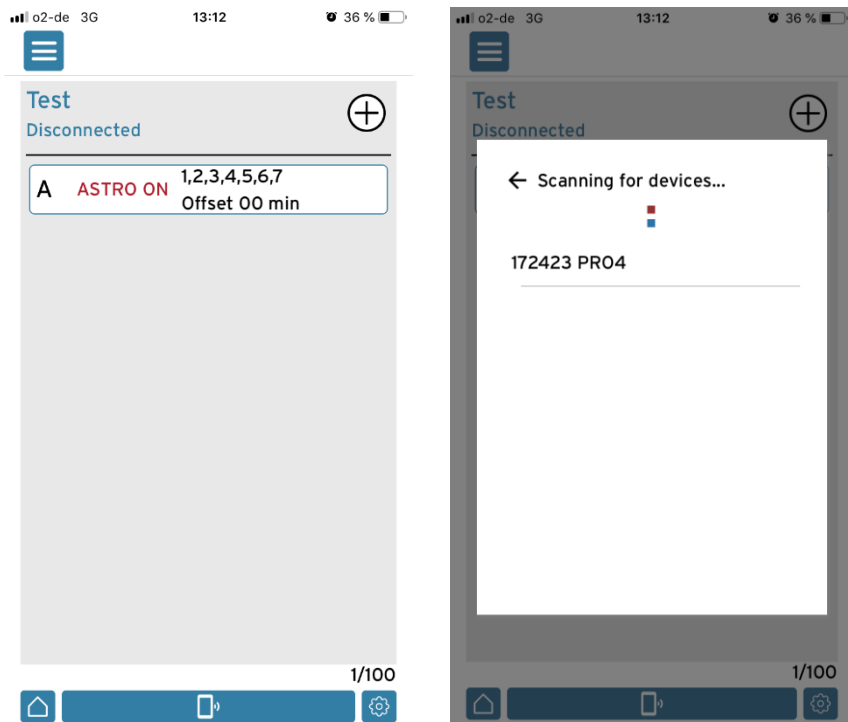 o2-de 3G 13:12 36 %
Test
Disconnected
A ASTRO ON 1,2,3,4,5,6,7
Offset 00 min
1/100
o2-de 3G 13:12 36 %
Test
Disconnected
Scanning for devices...
172423 PRO4
1/100